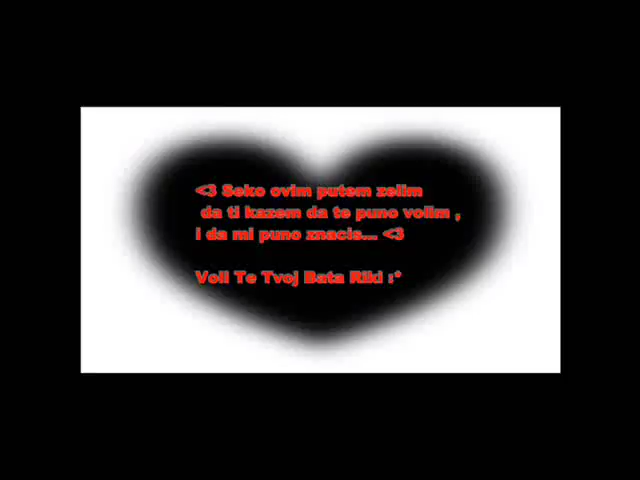 <3 Seko ovim putem zelim
da ti kazem da te puno volim ,
i da mi puno znacis... <3
Voli Te Tvoj Bata Riki :*